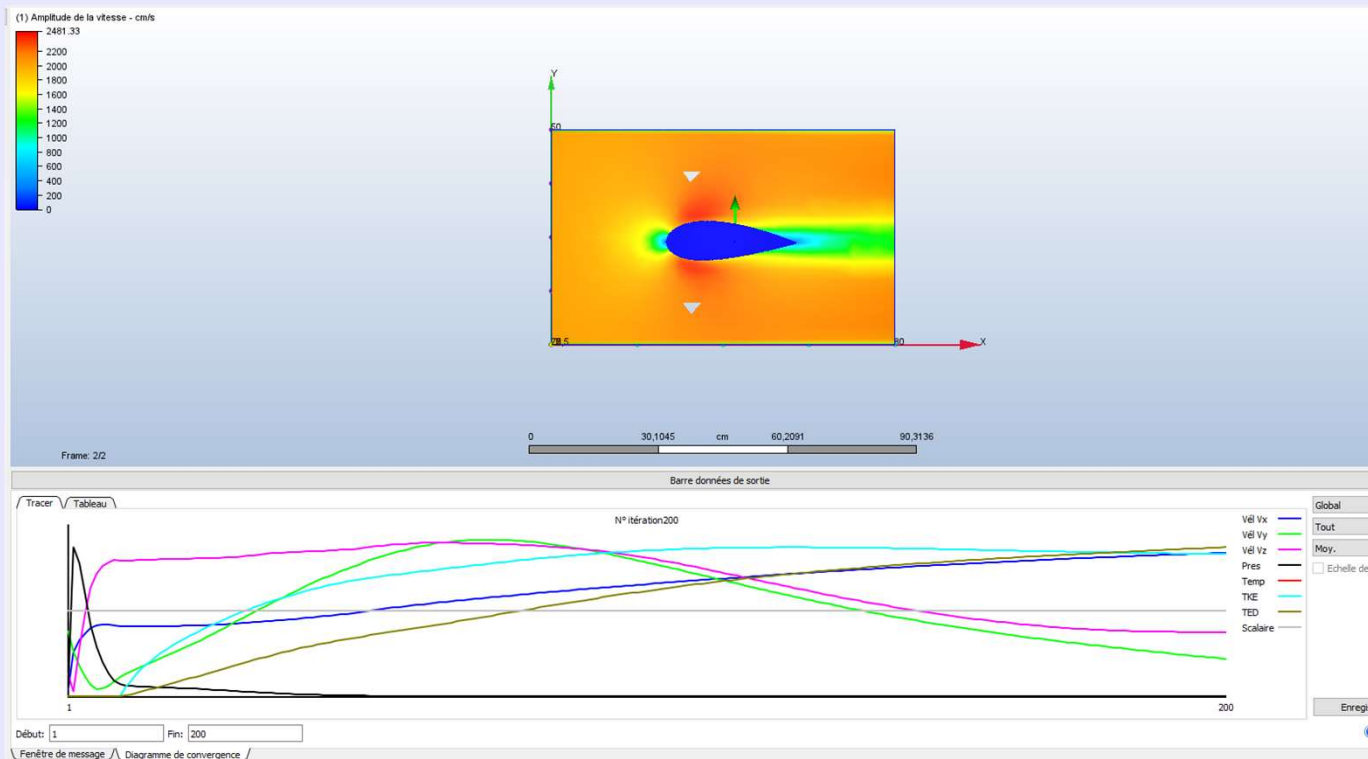 (1) Amplitude de la vitesse - cm/s
2481.33
2200
2000
1800
1600
1400
1200
1000
800
600
400
200
0
Y
X
80
0 30,1045 cm 60,2091 90,3136
Frame: 2/2
Barre données de sortie
Tracer Tableau
N° itération200
Vél Vx
Vél Vy
Vél Vz
Pres
Temp
TKE
TED
Scalaire
1 200
Global
Tout
Moy.
Echelle de
Enregi
Début: 1 Fin: 200
Fenêtre de message Diagramme de convergence